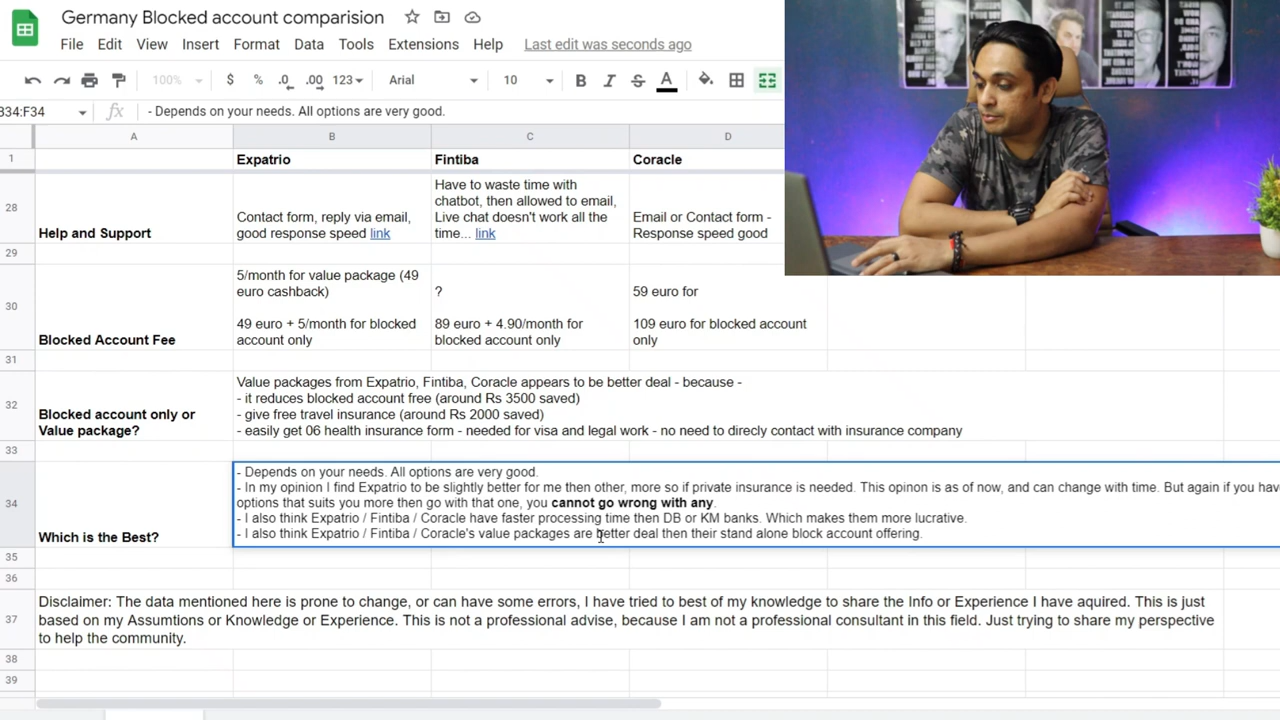 Germany Blocked account comparision
File Edit View Insert Format Data Tools Extensions Help Last edit was seconds ago
100% $ % .0 .00 123 Arial 10 B I S A
B34:F34 fx - Depends on your needs. All options are very good.
A B C D
1 Expatrio Fintiba Coracle
28 Help and Support
Contact form, reply via email,
good response speed link
Have to waste time with
chatbot, then allowed to email,
Live chat doesn't work all the
time... link
Email or Contact form -
Response speed good
29
30 Blocked Account Fee
5/month for value package (49
euro cashback)
49 euro + 5/month for blocked
account only
?
89 euro + 4.90/month for
blocked account only
59 euro for
109 euro for blocked account
only
31
32 Blocked account only or
Value package?
Value packages from Expatrio, Fintiba, Coracle appears to be better deal - because -
- it reduces blocked account free (around Rs 3500 saved)
- give free travel insurance (around Rs 2000 saved)
- easily get 06 health insurance form - needed for visa and legal work - no need to direcly contact with insurance company
33
34 Which is the Best?
- Depends on your needs. All options are very good.
- In my opinion I find Expatrio to be slightly better for me then other, more so if private insurance is needed. This opinon is as of now, and can change with time. But again if you have
options that suits you more then go with that one, you cannot go wrong with any.
- I also think Expatrio / Fintiba / Coracle have faster processing time then DB or KM banks. Which makes them more lucrative.
- I also think Expatrio / Fintiba / Coracle's value packages are better deal then their stand alone block account offering.
35
36
37 Disclaimer: The data mentioned here is prone to change, or can have some errors, I have tried to best of my knowledge to share the Info or Experience I have aquired. This is just
based on my Assumtions or Knowledge or Experience. This is not a professional advise, because I am not a professional consultant in this field. Just trying to share my perspective
to help the community.
38
39